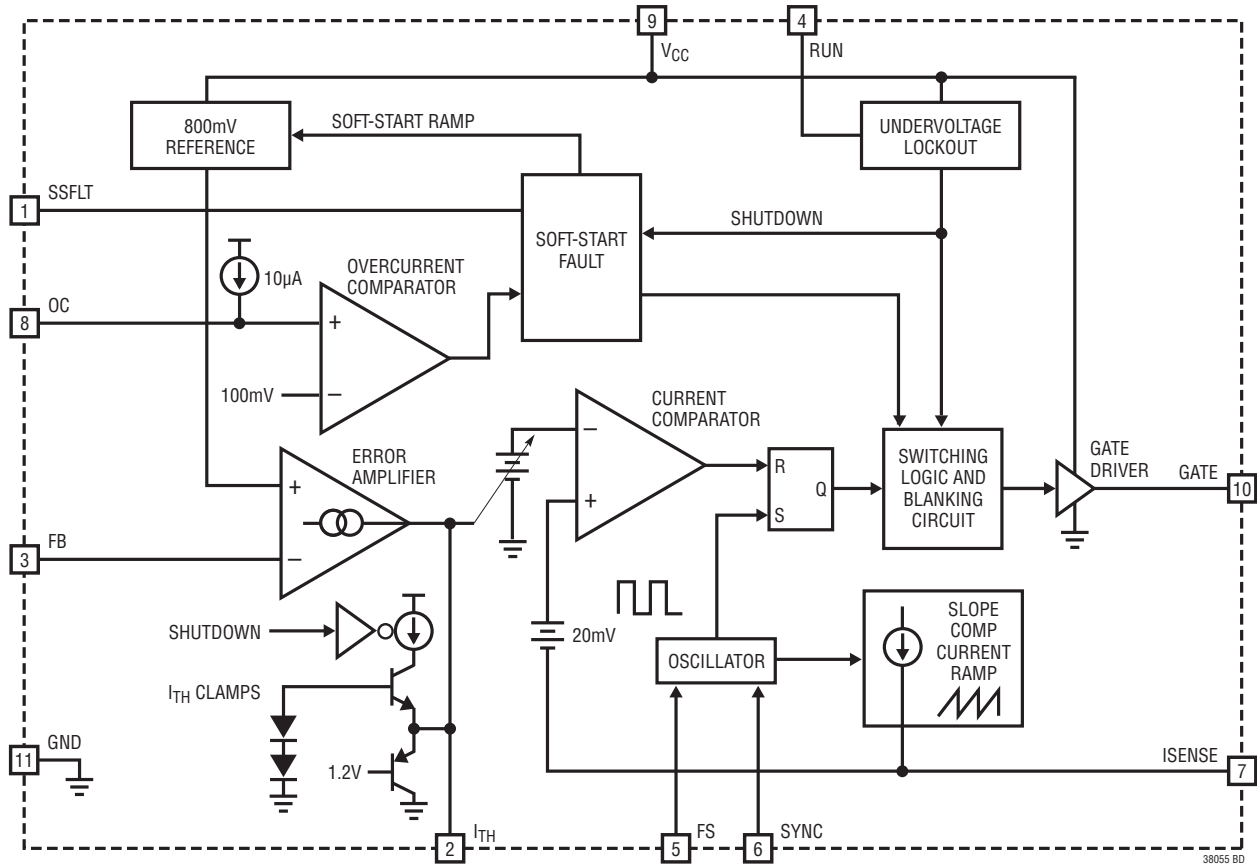 9
4
VCC
RUN
800mV
REFERENCE
SOFT-START RAMP
UNDERVOLTAGE
LOCKOUT
SSFLT
1
SHUTDOWN
SOFT-START
FAULT
10µA
OVERCURRENT
COMPARATOR
OC
8
+
100mV
–
CURRENT
COMPARATOR
ERROR
AMPLIFIER
–
+
+
–
R
Q
S
SWITCHING
LOGIC AND
BLANKING
CIRCUIT
GATE
DRIVER
GATE
10
FB
3
SHUTDOWN
20mV
OSCILLATOR
SLOPE
COMP
CURRENT
RAMP
ITH CLAMPS
GND
11
1.2V
ISENSE
7
ITH
2
FS
5
SYNC
6
38055 BD